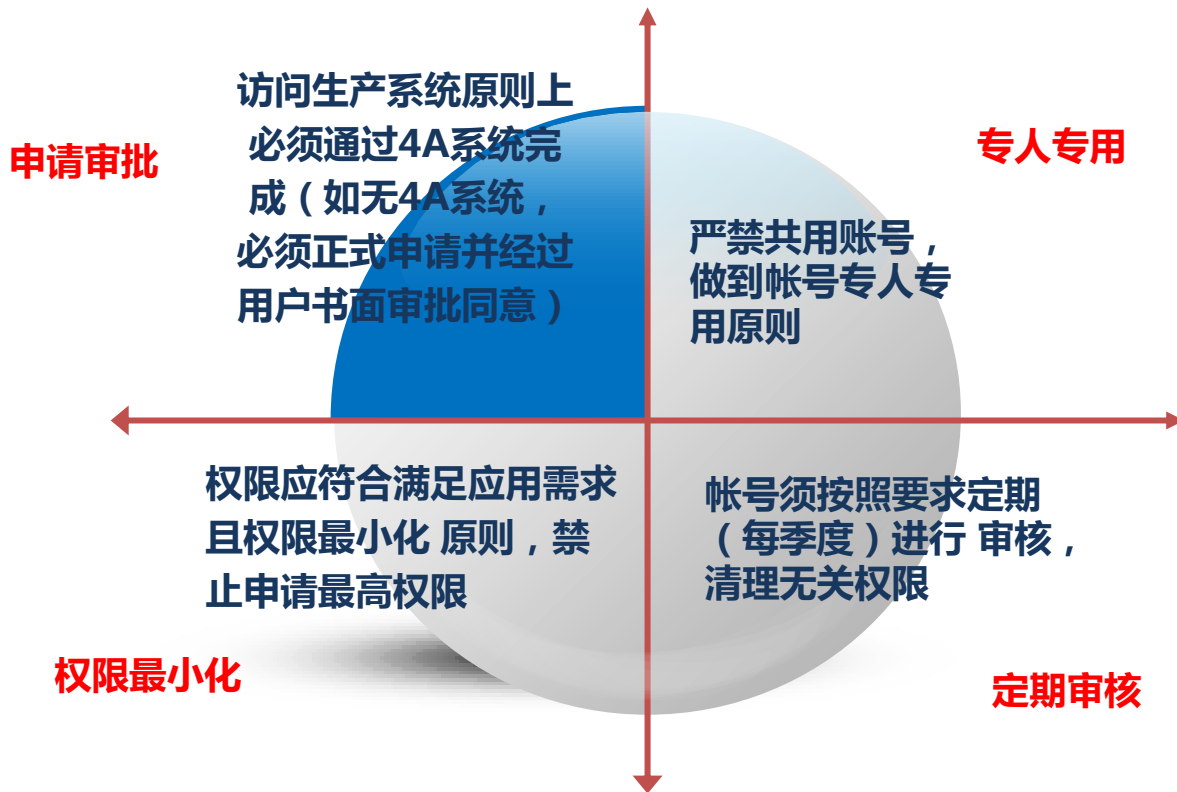 申请审批
访问生产系统原则上
必须通过4A系统完
成（如无4A系统，
必须正式申请并经过
用户书面审批同意）
专人专用
严禁共用账号，
做到帐号专人专
用原则
权限应符合满足应用需求
且权限最小化 原则，禁
止申请最高权限
权限最小化
帐号须按照要求定期
（每季度）进行 审核，
清理无关权限
定期审核